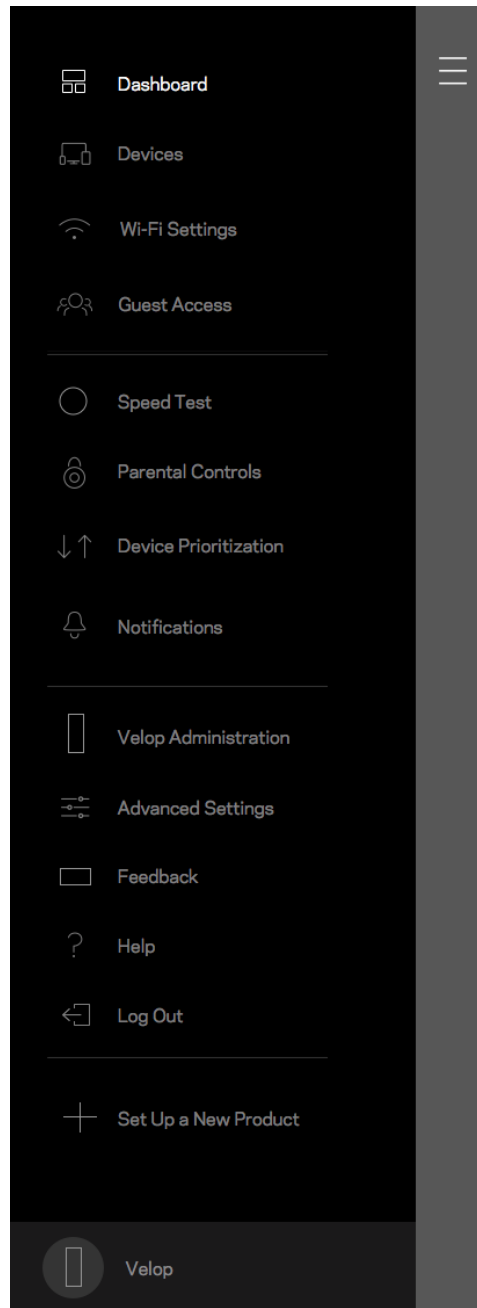 Dashboard
Devices
Wi-Fi Settings
Guest Access
Speed Test
Parental Controls
Device Prioritization
Notifications
Velop Administration
Advanced Settings
Feedback
Help
Log Out
Set Up a New Product
Velop